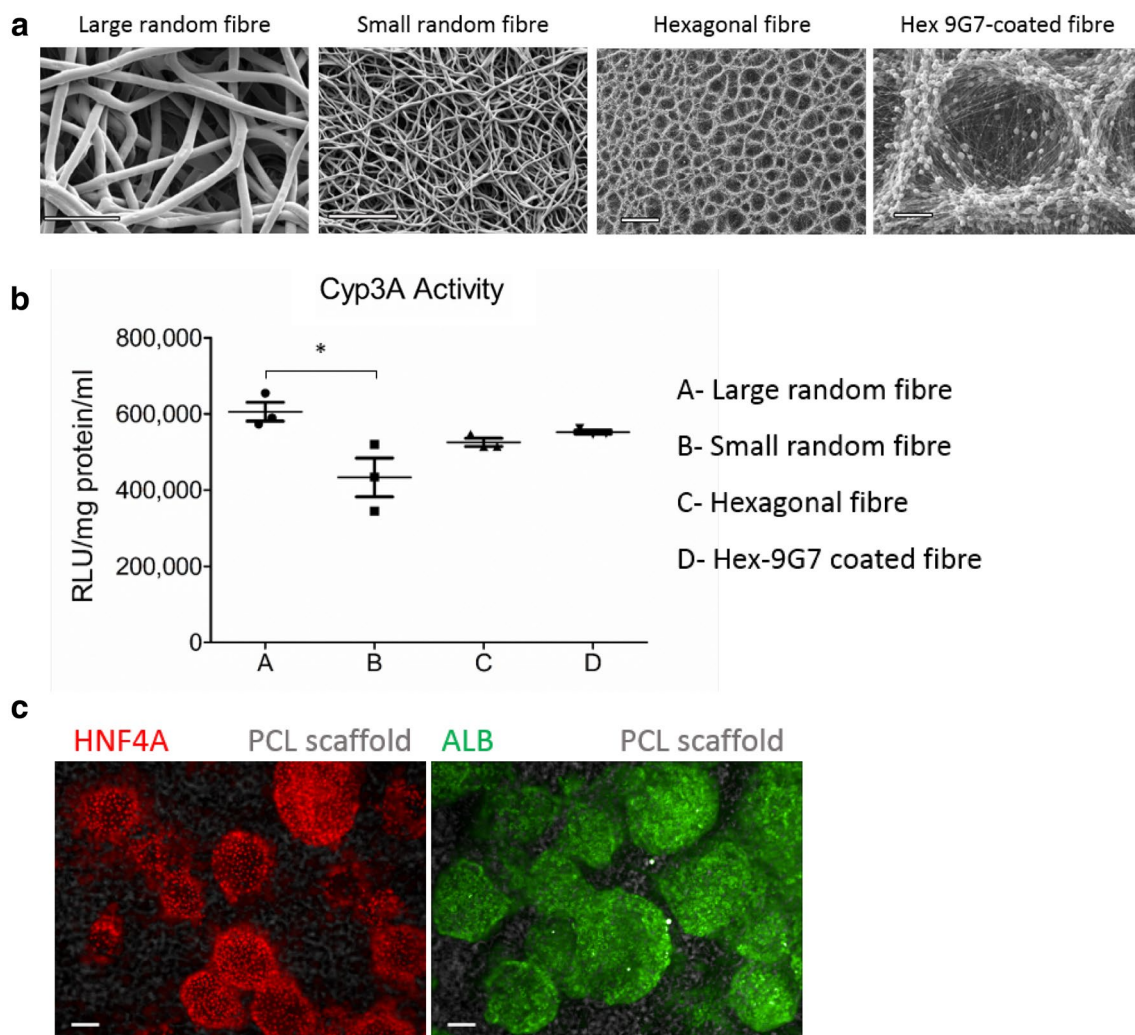 a
Large random fibre
Small random fibre
Hexagonal fibre
Hex 9G7-coated fibre
b
Cyp3A Activity
800,000
600,000
400,000
200,000
0
RLU/mg protein/ml
*
A
B
C
D
A- Large random fibre
B- Small random fibre
C- Hexagonal fibre
D- Hex-9G7 coated fibre
c
HNF4A
PCL scaffold
ALB
PCL scaffold